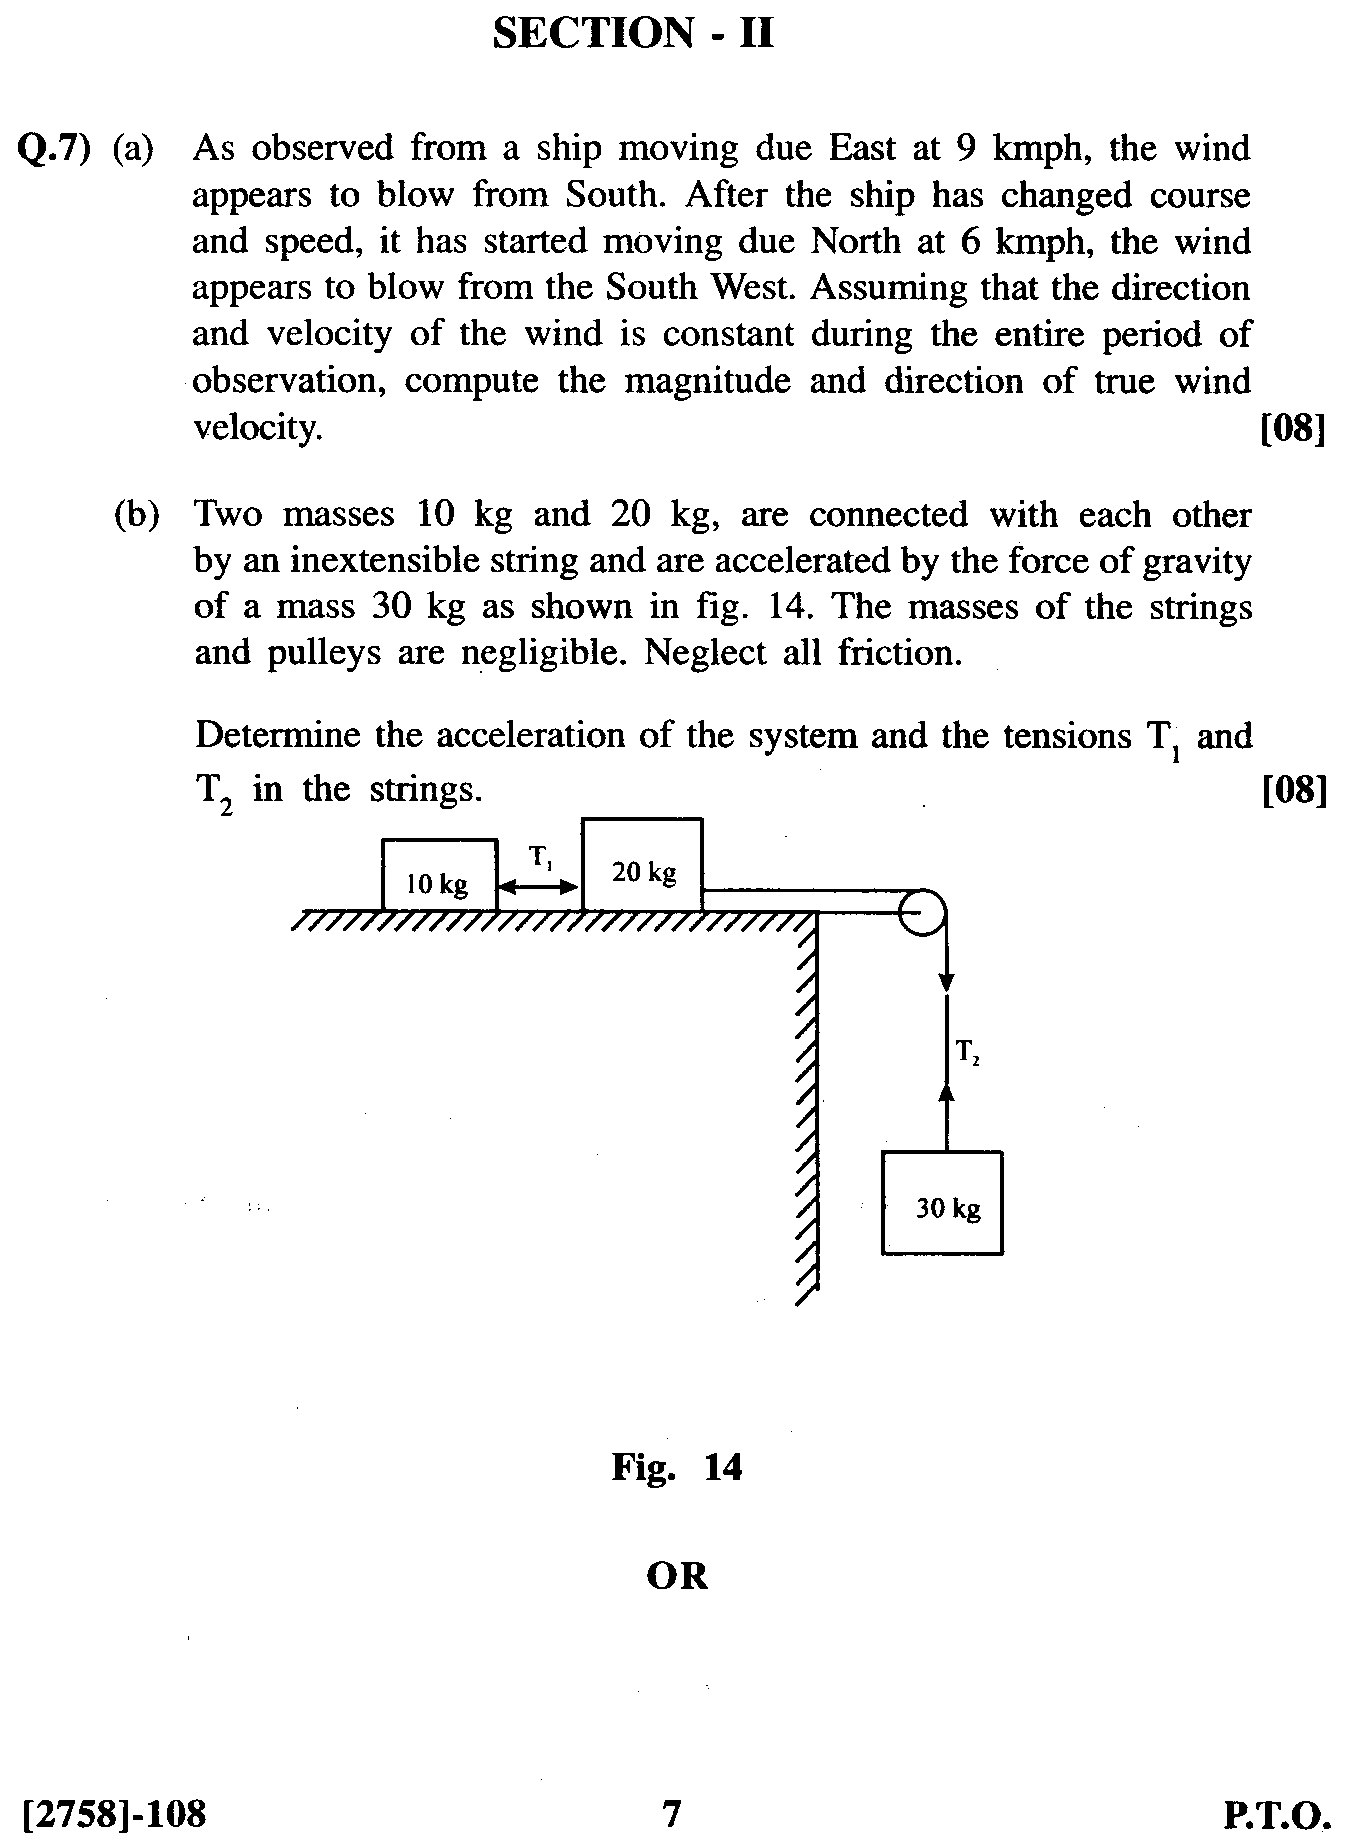 SECTION - II
Q.7) (a) As observed from a ship moving due East at 9 kmph, the wind
appears to blow from South. After the ship has changed course
and speed, it has started moving due North at 6 kmph, the wind
appears to blow from the South West. Assuming that the direction
and velocity of the wind is constant during the entire period of
observation, compute the magnitude and direction of true wind
velocity. [08]
(b) Two masses 10 kg and 20 kg, are connected with each other
by an inextensible string and are accelerated by the force of gravity
of a mass 30 kg as shown in fig. 14. The masses of the strings
and pulleys are negligible. Neglect all friction.
Determine the acceleration of the system and the tensions T₁ and
T₂ in the strings. [08]
10 kg T₁ 20 kg
T₂
30 kg
Fig. 14
OR
[2758]-108 7 P.T.O.